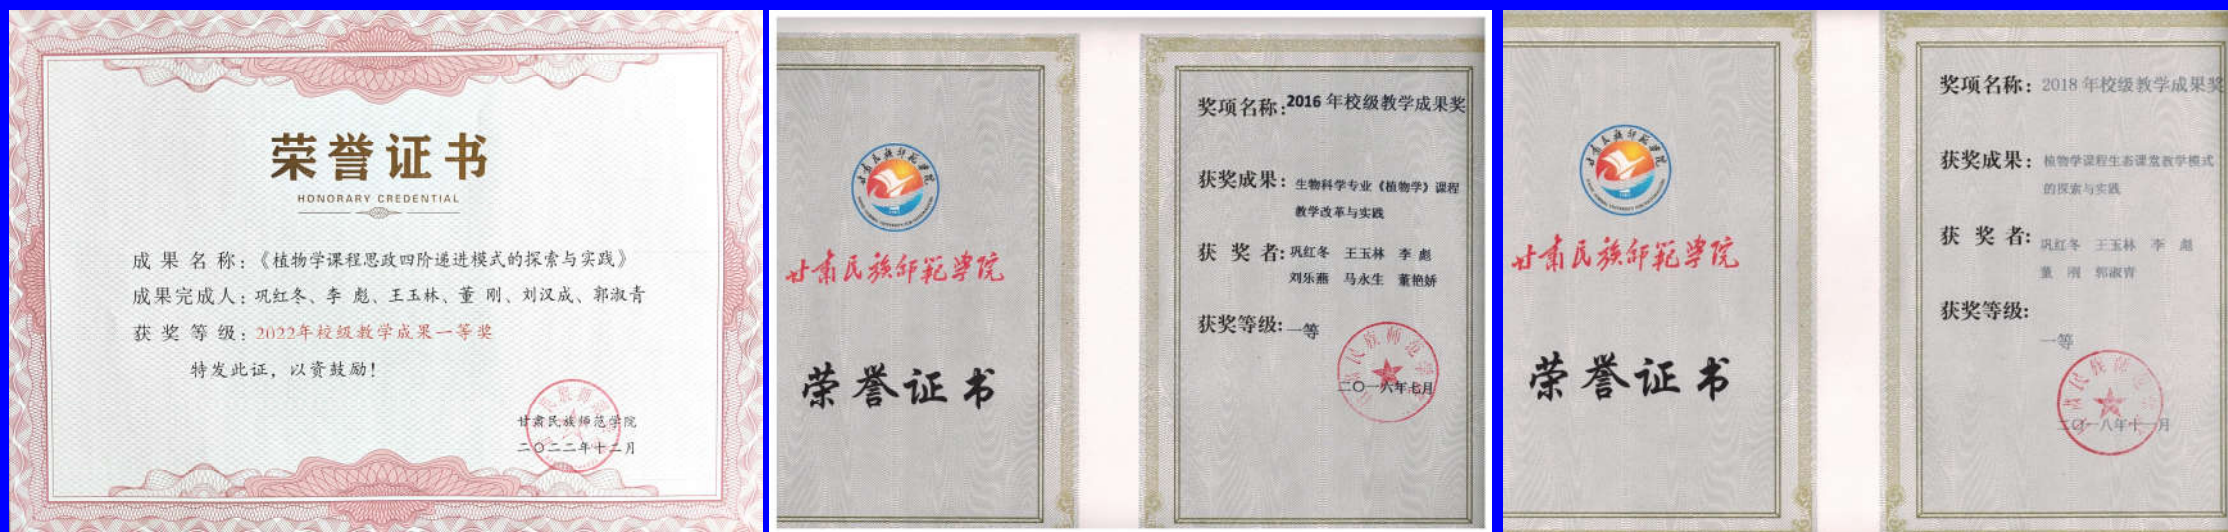 荣誉证书
HONORARY CREDENTIAL
成果名称：《植物学课程思政四阶递进模式的探索与实践》
成果完成人：巩红冬、李 彪、王玉林、董 刚、刘汉成、郭淑青
获奖等级：2022年校级教学成果一等奖
特发此证，以资鼓励！
甘肃民族师范学院
二〇二二年十二月
甘肃民族师范学院
荣誉证书
奖项名称：2016 年校级教学成果奖
获奖成果：生物科学专业《植物学》课程
教学改革与实践
获 奖 者：巩红冬 王玉林 李 彪
刘乐燕 马永生 董艳娇
获奖等级：一等
二〇一六年七月
甘肃民族师范学院
荣誉证书
奖项名称：2018 年校级教学成果奖
获奖成果：植物学课程生态课堂教学模式
的探索与实践
获 奖 者：巩红冬 王玉林 李 彪
董 刚 郭淑青
获奖等级：
一等
二〇一八年十一月